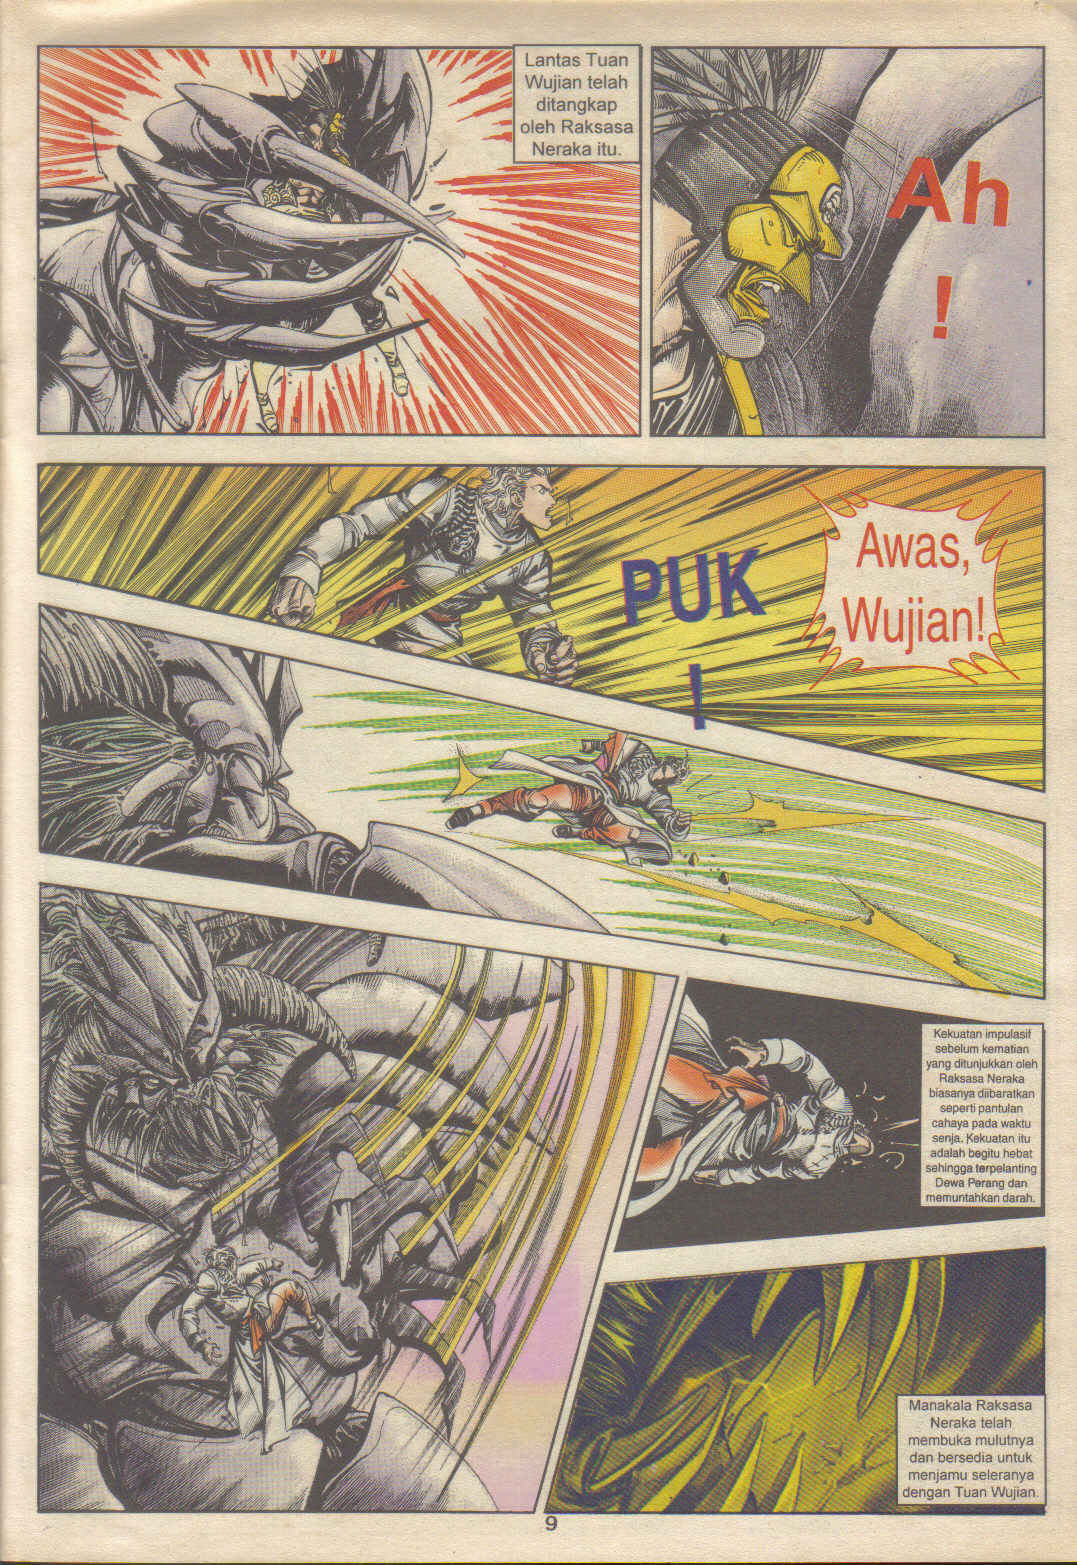 Lantas Tuan
Wujian telah
ditangkap
oleh Raksasa
Neraka itu.
Ah
!
Awas,
Wujian!
PUK
!
Kekuatan impulasif
sebelum kematian
yang ditunjukkan oleh
Raksasa Neraka
biasanya diibaratkan
seperti pantulan
cahaya pada waktu
senja. Kekuatan itu
adalah begitu hebat
sehingga terpelanting
Dewa Perang dan
memuntahkan darah.
Manakala Raksasa
Neraka telah
membuka mulutnya
dan bersedia untuk
menjamu seleranya
dengan Tuan Wujian.
9